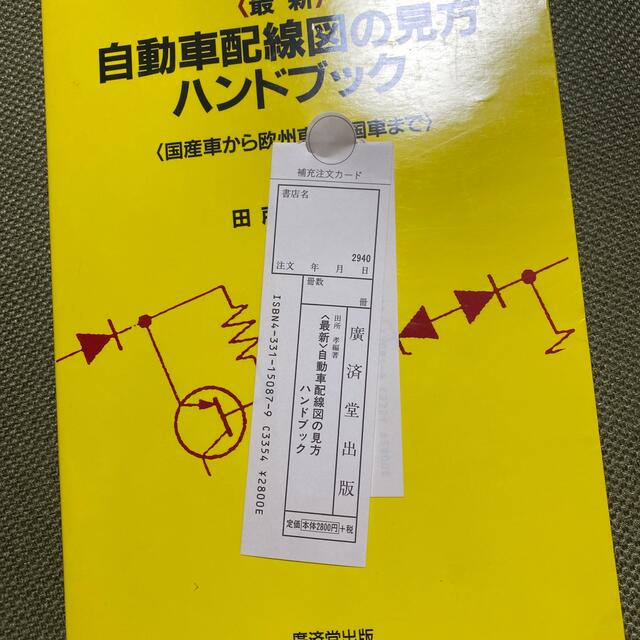 〈最新〉
自動車配線図の見方
ハンドブック
〈国産車から欧州車 国車まで〉
田
補充注文カード
書店名
2940
注文 年 月 日
冊数 冊
廣済堂出版
田所 孝編著
〈最新〉自動車配線図の見方
ハンドブック
ISBN4-331-15087-9 C3354 ¥2800E
定価 本体2800円 +税
廣済堂出版